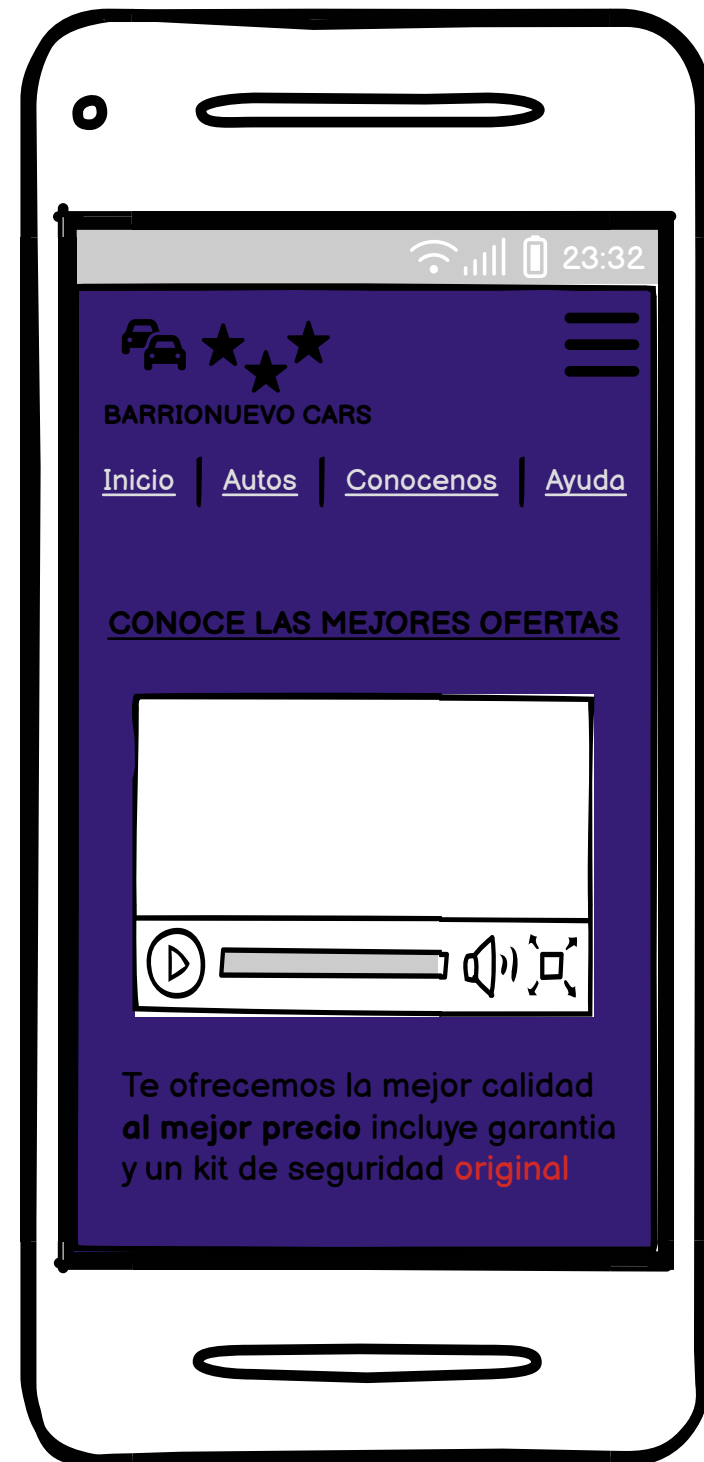 23:32
BARRIONUEVO CARS
Inicio Autos Conocenos Ayuda
CONOCE LAS MEJORES OFERTAS
Te ofrecemos la mejor calidad
al mejor precio incluye garantia
y un kit de seguridad original